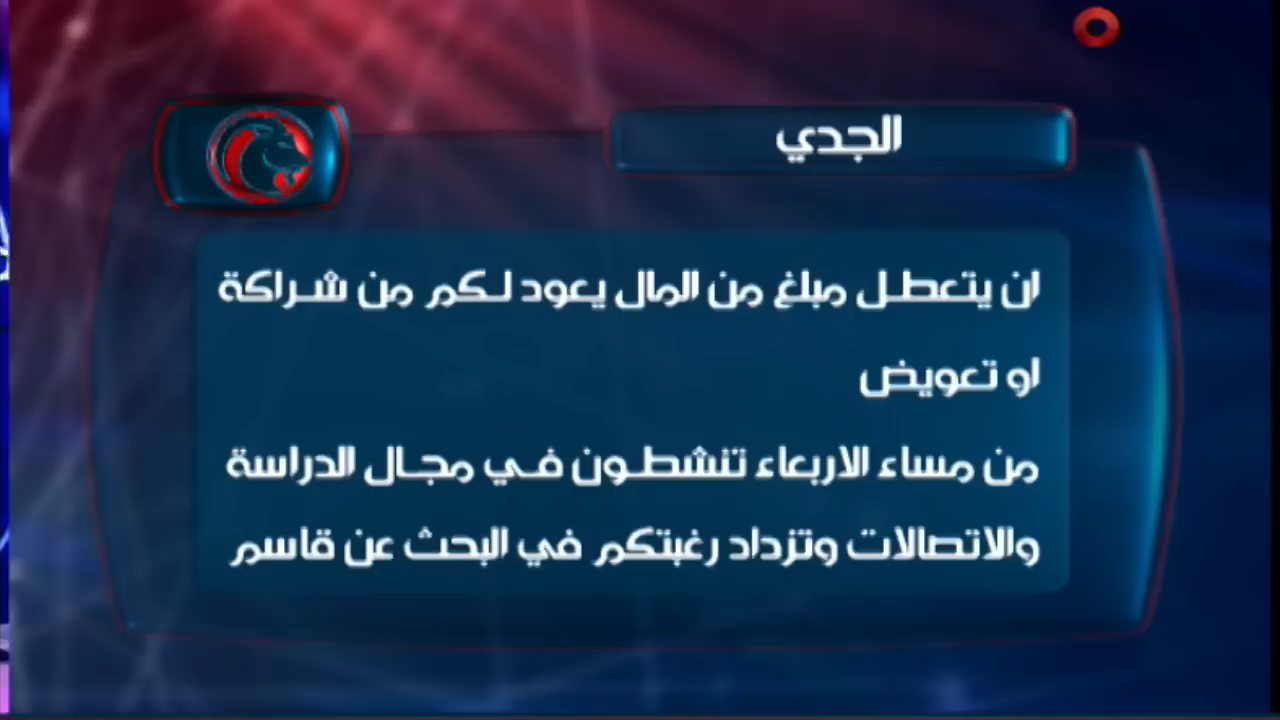 الجدي
ان يتعطل مبلغ من المال يعود لكم من شراكة
او تعويض
من مساء الاربعاء تنشطون في مجال الدراسة
والاتصالات وتزداد رغبتكم في البحث عن قاسم